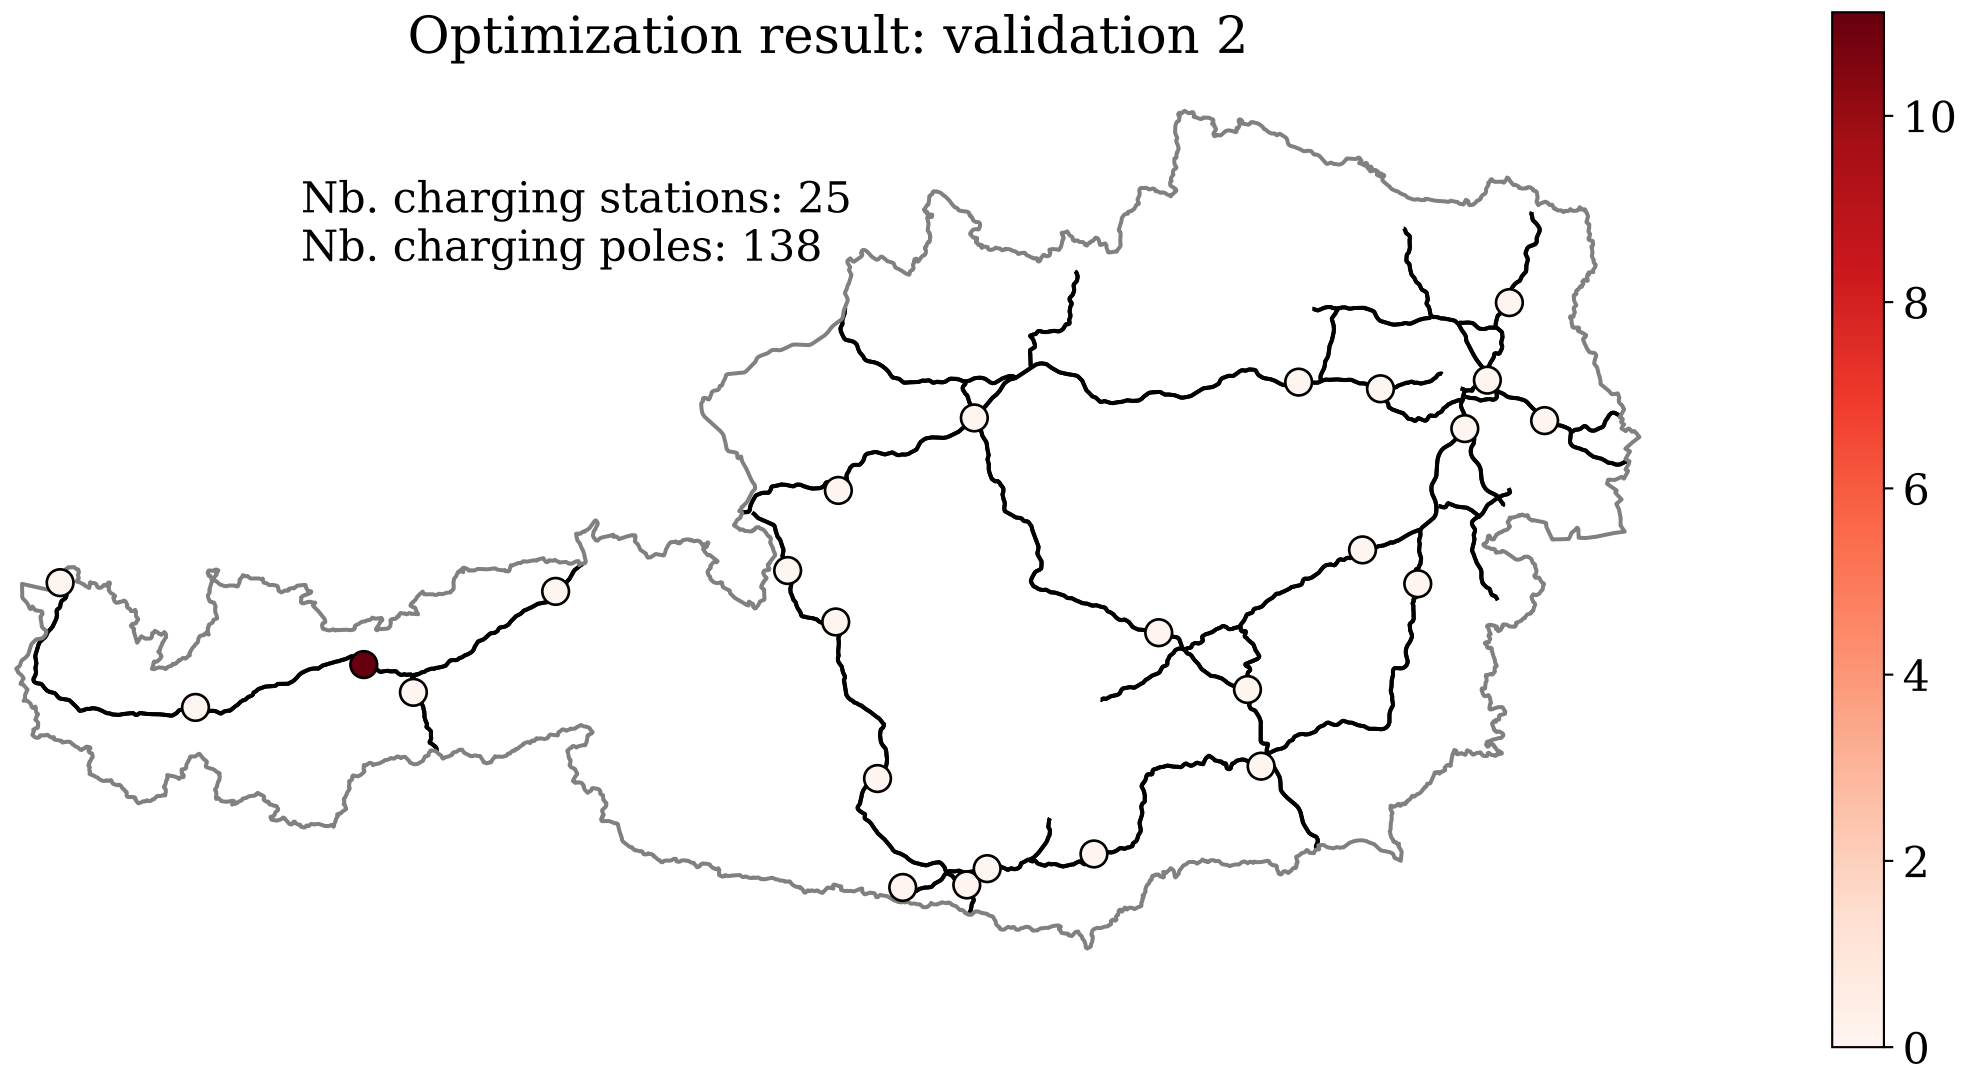 Optimization result: validation 2
Nb. charging stations: 25
Nb. charging poles: 138
10
8
6
4
2
0